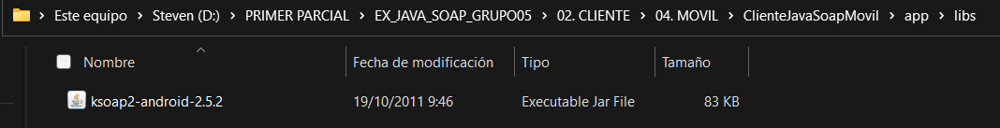 Este equipo > Steven (D:) > PRIMER PARCIAL > EX_JAVA_SOAP_GRUPO05 > 02. CLIENTE > 04. MOVIL > ClienteJavaSoapMovil > app > libs
Nombre Fecha de modificación Tipo Tamaño
ksoap2-android-2.5.2 19/10/2011 9:46 Executable Jar File 83 KB